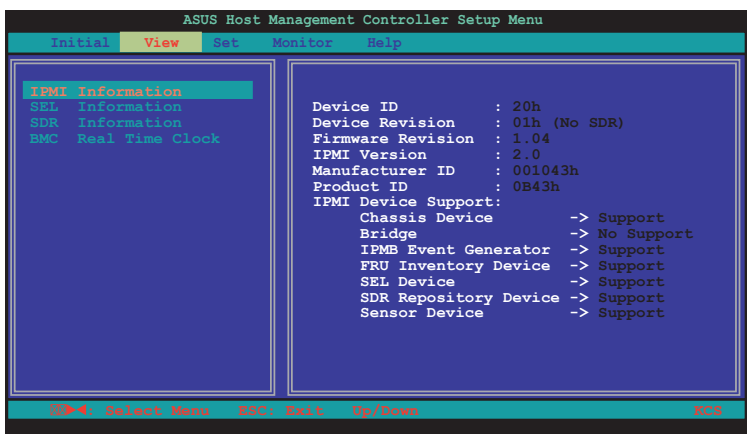 ASUS Host Management Controller Setup Menu
Initial View Set Monitor Help
IPMI Information
SEL Information
SDR Information
BMC Real Time Clock
Device ID : 20h
Device Revision : 01h (No SDR)
Firmware Revision : 1.04
IPMI Version : 2.0
Manufacturer ID : 001043h
Product ID : 0B43h
IPMI Device Support:
Chassis Device -> Support
Bridge -> No Support
IPMB Event Generator -> Support
FRU Inventory Device -> Support
SEL Device -> Support
SDR Repository Device -> Support
Sensor Device -> Support
: Select Menu ESC: Exit Up/Down KCS